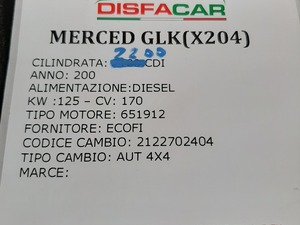 DISFACAR
MERCED GLK(X204)
CILINDRATA: 2200 CDI
ANNO: 200
ALIMENTAZIONE:DIESEL
KW :125 – CV: 170
TIPO MOTORE: 651912
FORNITORE: ECOFI
CODICE CAMBIO: 2122702404
TIPO CAMBIO: AUT 4X4
MARCE: